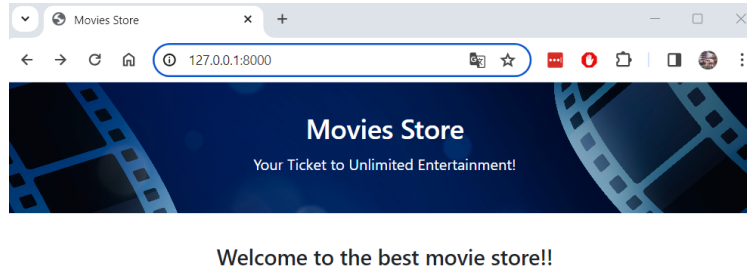 Movies Store
127.0.0.1:8000
Movies Store
Your Ticket to Unlimited Entertainment!
Welcome to the best movie store!!